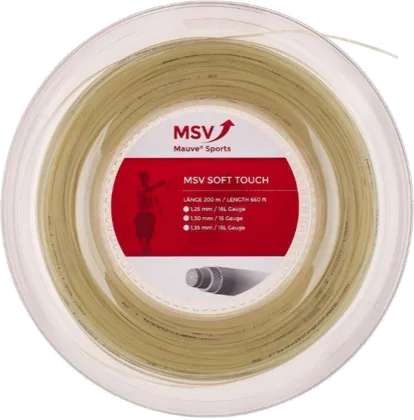 MSV
Mauve® Sports
MSV SOFT TOUCH
LÄNGE 200 m / LENGTH 660 ft
1,25 mm / 16L Gauge
1,30 mm / 16 Gauge
1,35 mm / 15L Gauge